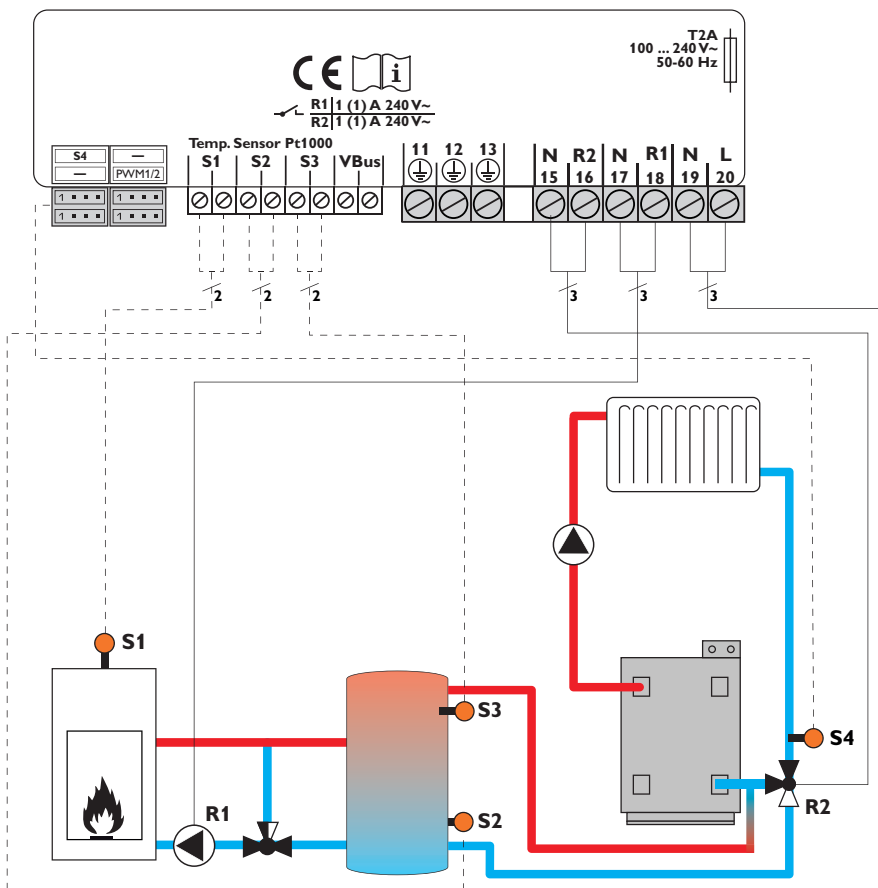 T2A
100 ... 240 V~
50-60 Hz
CE
i
R1 1 (1) A 240 V~
R2 1 (1) A 240 V~
Temp. Sensor Pt1000
S4 —
— PWM1/2
S1 S2 S3 VBus
11 12 13
N R2 N R1 N L
15 16 17 18 19 20
1 1
1 1
2 2 2 3 3 3
S1
S3
S4
R1
S2
R2